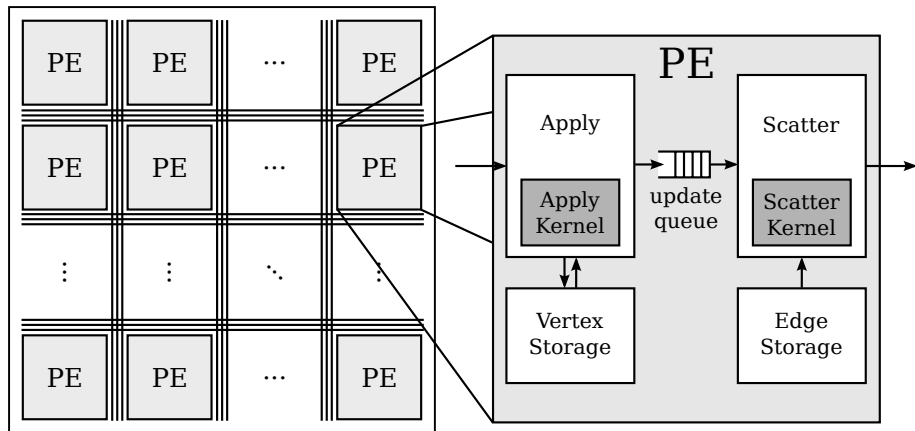 PE PE ... PE
PE PE ... PE
PE PE ... PE
PE
Apply
Apply
Kernel
update
queue
Scatter
Scatter
Kernel
Vertex
Storage
Edge
Storage